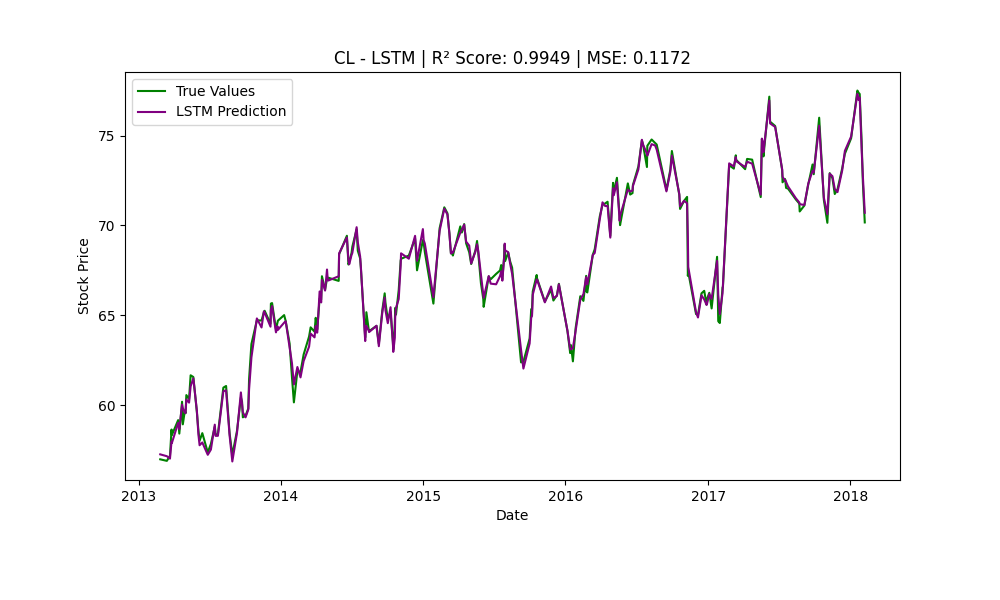 CL - LSTM | R² Score: 0.9949 | MSE: 0.1172
True Values
LSTM Prediction
Stock Price
75
70
65
60
2013 2014 2015 2016 2017 2018
Date